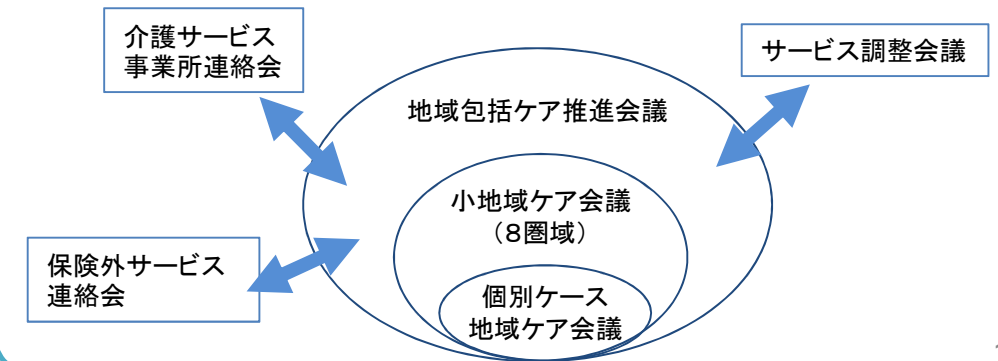 介護サービス
事業所連絡会
サービス調整会議
地域包括ケア推進会議
小地域ケア会議
（８圏域）
保険外サービス
連絡会
個別ケース
地域ケア会議